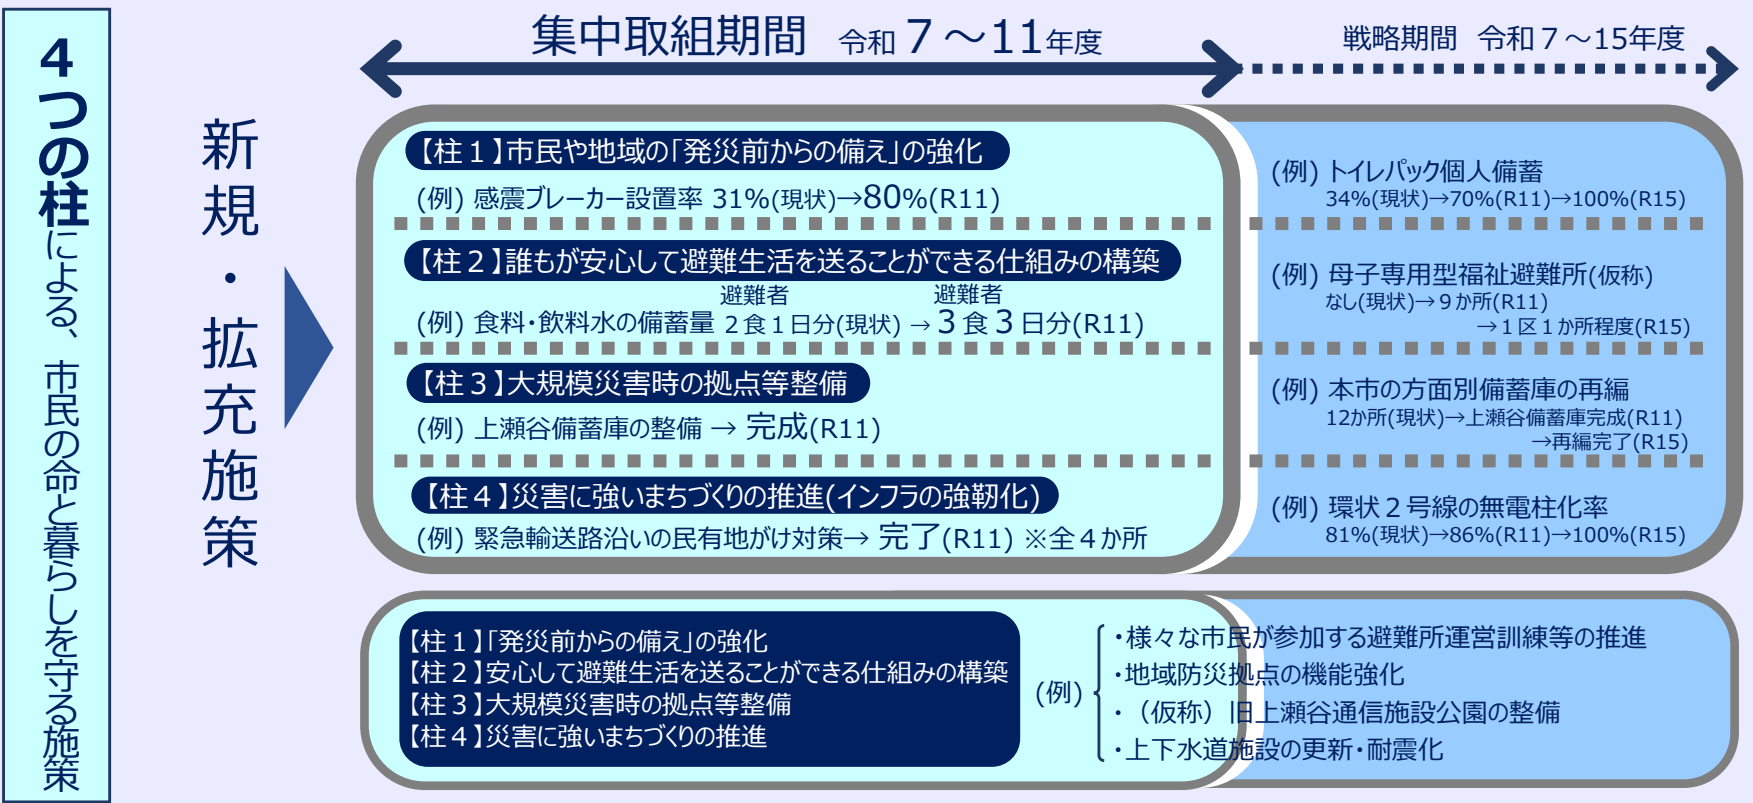 4つの柱による、市民の命と暮らしを守る施策
新規・拡充施策
集中取組期間 令和７～11年度
戦略期間 令和７～15年度
【柱１】市民や地域の「発災前からの備え」の強化
(例) 感震ブレーカー設置率 31%(現状)→80%(R11)
(例) トイレパック個人備蓄
34%(現状)→70%(R11)→100%(R15)
【柱２】誰もが安心して避難生活を送ることができる仕組みの構築
避難者 避難者
(例) 食料・飲料水の備蓄量 ２食１日分(現状) → ３食３日分(R11)
(例) 母子専用型福祉避難所(仮称)
なし(現状)→９か所(R11)
→１区１か所程度(R15)
【柱３】大規模災害時の拠点等整備
(例) 上瀬谷備蓄庫の整備 → 完成(R11)
(例) 本市の方面別備蓄庫の再編
12か所(現状)→上瀬谷備蓄庫完成(R11)
→再編完了(R15)
【柱４】災害に強いまちづくりの推進(インフラの強靭化)
(例) 緊急輸送路沿いの民有地がけ対策→ 完了(R11) ※全４か所
(例) 環状２号線の無電柱化率
81%(現状)→86%(R11)→100%(R15)
【柱１】「発災前からの備え」の強化
【柱２】安心して避難生活を送ることができる仕組みの構築
【柱３】大規模災害時の拠点等整備
【柱４】災害に強いまちづくりの推進
(例)
・様々な市民が参加する避難所運営訓練等の推進
・地域防災拠点の機能強化
・（仮称）旧上瀬谷通信施設公園の整備
・上下水道施設の更新・耐震化